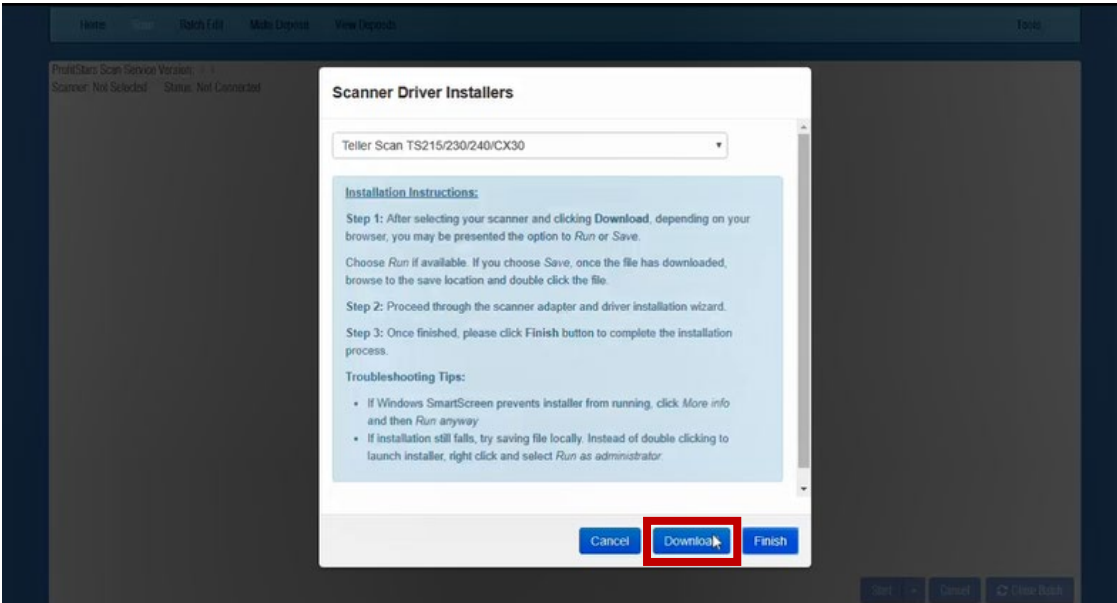 Home Batch Edit Make Deposit View Deposits Tools
ProfitStars Scan Service Version:
Scanner: Not Selected Status: Not Connected
Scanner Driver Installers
Teller Scan TS215/230/240/CX30
Installation Instructions:
Step 1: After selecting your scanner and clicking Download, depending on your
browser, you may be presented the option to Run or Save.
Choose Run if available. If you choose Save, once the file has downloaded,
browse to the save location and double click the file.
Step 2: Proceed through the scanner adapter and driver installation wizard.
Step 3: Once finished, please click Finish button to complete the installation
process.
Troubleshooting Tips:
• If Windows SmartScreen prevents installer from running, click More info
and then Run anyway
• If installation still fails, try saving file locally. Instead of double clicking to
launch installer, right click and select Run as administrator.
Cancel Download Finish
Start Cancel Close Batch